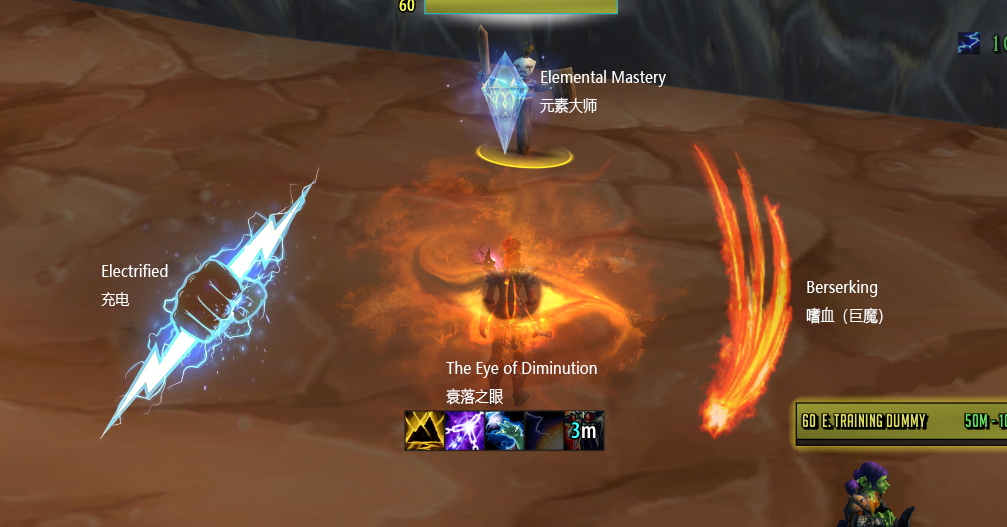 60
Elemental Mastery
元素大师
Electrified
充电
Berserking
嗜血（巨魔）
The Eye of Diminution
衰落之眼
3m
60 E. TRAINING DUMMY